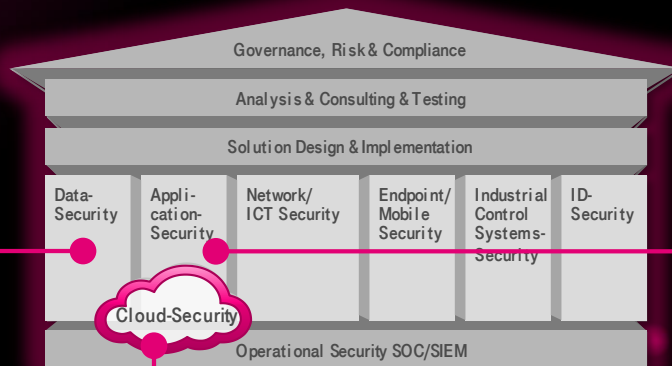 Governance, Risk & Compliance
Analysis & Consulting & Testing
Solution Design & Implementation
Data-
Security
Appli-
cation-
Security
Network/
ICT Security
Endpoint/
Mobile
Security
Industrial
Control
Systems-
Security
ID-
Security
Cloud-Security
Operational Security SOC/SIEM